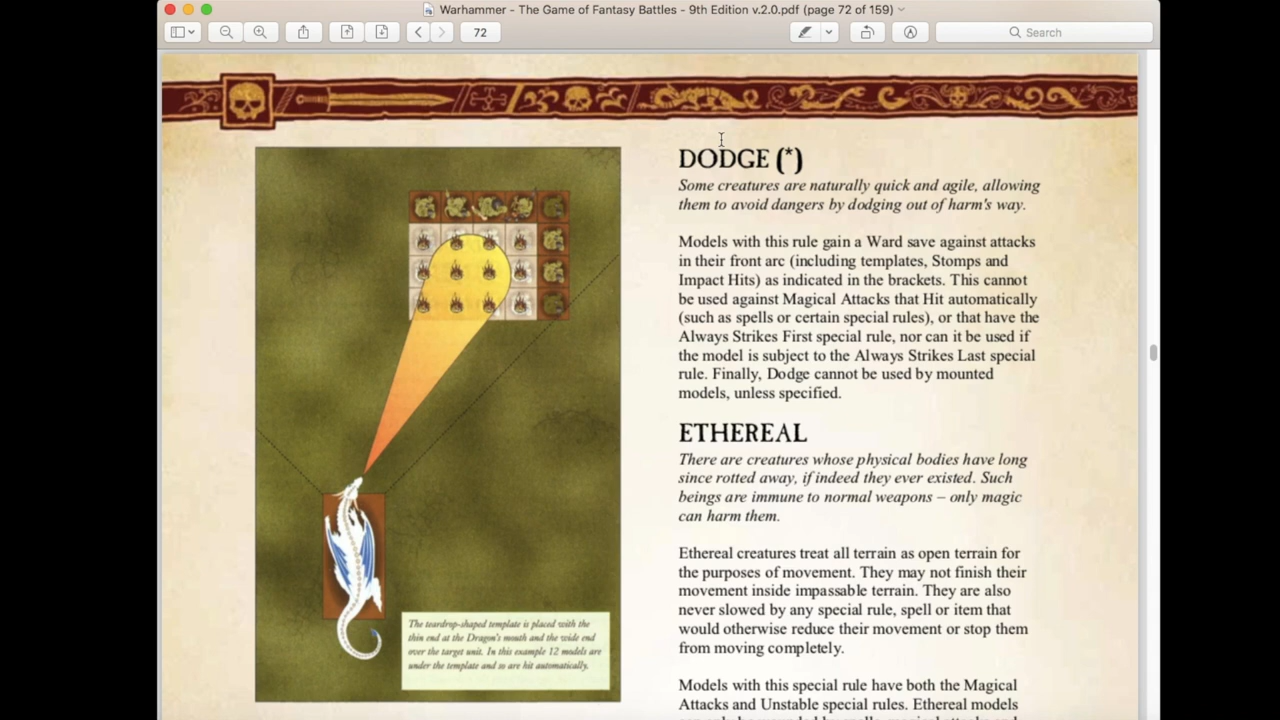 Warhammer - The Game of Fantasy Battles - 9th Edition v.2.0.pdf (page 72 of 159)
72
Search
The teardrop-shaped template is placed with the
thin end at the Dragon's mouth and the wide end
over the target unit. In this example 12 models are
under the template and so are hit automatically.
DODGE (*)
Some creatures are naturally quick and agile, allowing
them to avoid dangers by dodging out of harm's way.
Models with this rule gain a Ward save against attacks
in their front arc (including templates, Stomps and
Impact Hits) as indicated in the brackets. This cannot
be used against Magical Attacks that Hit automatically
(such as spells or certain special rules), or that have the
Always Strikes First special rule, nor can it be used if
the model is subject to the Always Strikes Last special
rule. Finally, Dodge cannot be used by mounted
models, unless specified.
ETHEREAL
There are creatures whose physical bodies have long
since rotted away, if indeed they ever existed. Such
beings are immune to normal weapons – only magic
can harm them.
Ethereal creatures treat all terrain as open terrain for
the purposes of movement. They may not finish their
movement inside impassable terrain. They are also
never slowed by any special rule, spell or item that
would otherwise reduce their movement or stop them
from moving completely.
Models with this special rule have both the Magical
Attacks and Unstable special rules. Ethereal models